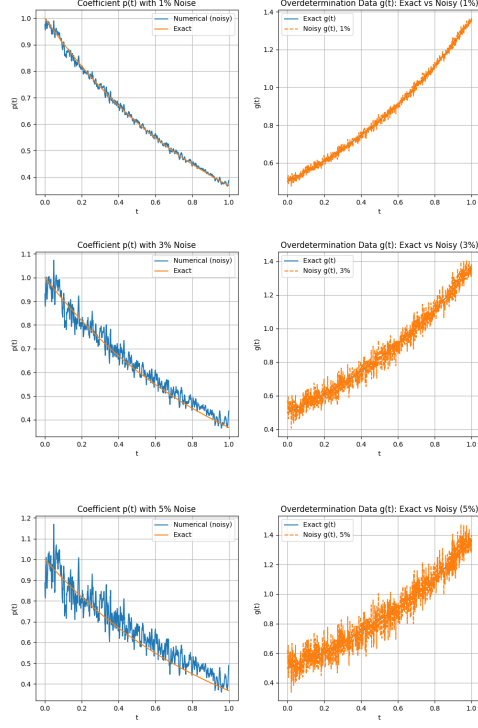 Coefficient p(t) with 1% Noise
Numerical (noisy)
Exact
1.0
0.9
0.8
0.7
0.6
0.5
0.4
p(t)
0.0 0.2 0.4 0.6 0.8 1.0
t
Overdetermination Data g(t): Exact vs Noisy (1%)
Exact g(t)
Noisy g(t), 1%
1.2
1.0
0.8
0.6
g(t)
0.0 0.2 0.4 0.6 0.8 1.0
t
Coefficient p(t) with 3% Noise
Numerical (noisy)
Exact
1.1
1.0
0.9
0.8
0.7
0.6
0.5
0.4
p(t)
0.0 0.2 0.4 0.6 0.8 1.0
t
Overdetermination Data g(t): Exact vs Noisy (3%)
Exact g(t)
Noisy g(t), 3%
1.4
1.2
1.0
0.8
0.6
0.4
g(t)
0.0 0.2 0.4 0.6 0.8 1.0
t
Coefficient p(t) with 5% Noise
Numerical (noisy)
Exact
1.2
1.1
1.0
0.9
0.8
0.7
0.6
0.5
0.4
p(t)
0.0 0.2 0.4 0.6 0.8 1.0
t
Overdetermination Data g(t): Exact vs Noisy (5%)
Exact g(t)
Noisy g(t), 5%
1.4
1.2
1.0
0.8
0.6
0.4
g(t)
0.0 0.2 0.4 0.6 0.8 1.0
t